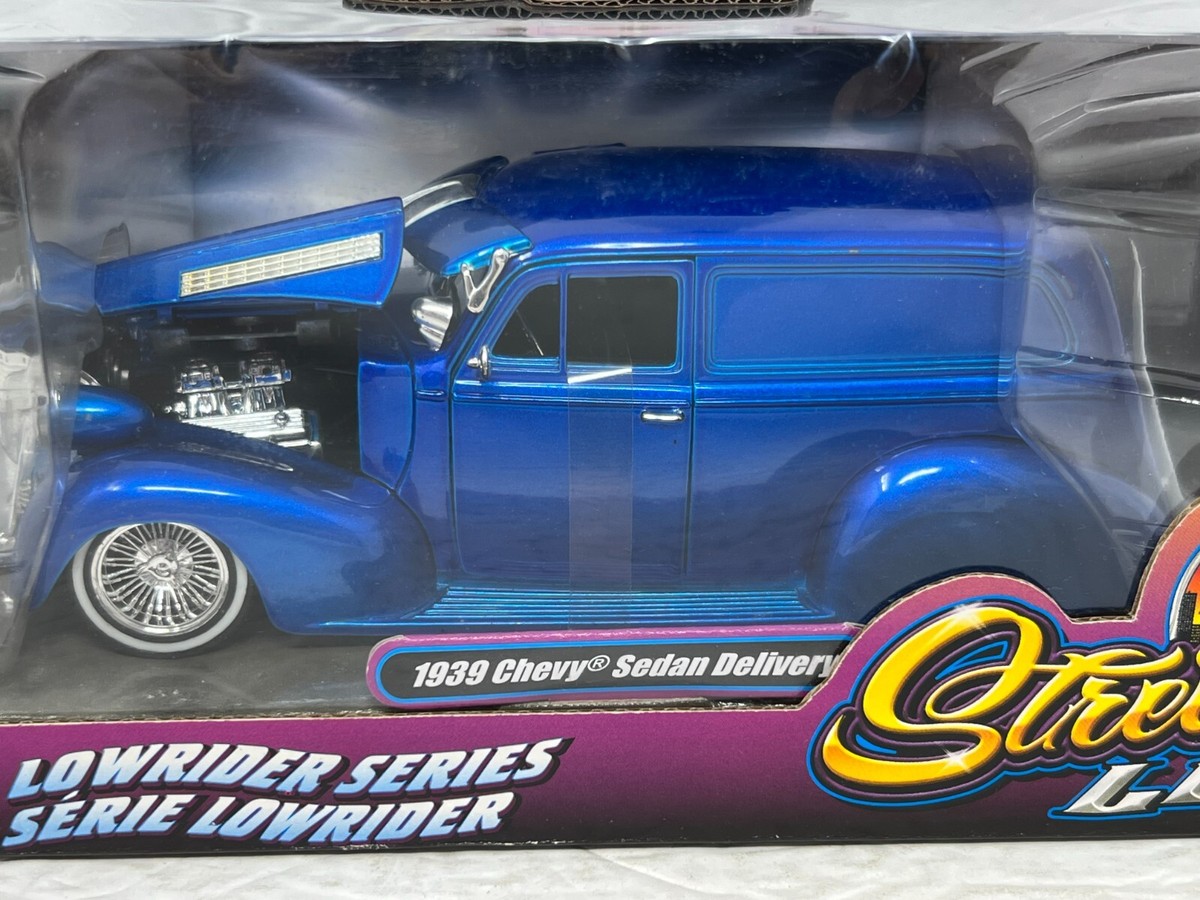 1939 Chevy® Sedan Delivery
LOWRIDER SERIES
SÉRIE LOWRIDER